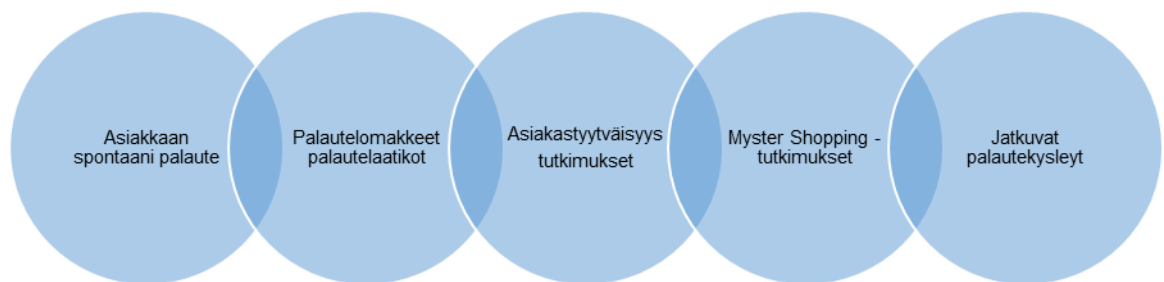 Asiakkaan
spontaani palaute
Palautelomakkeet
palautelaatikot
Asiakastyytväisyys
tutkimukset
Myster Shopping -
tutkimukset
Jatkuvat
palautekysleyt